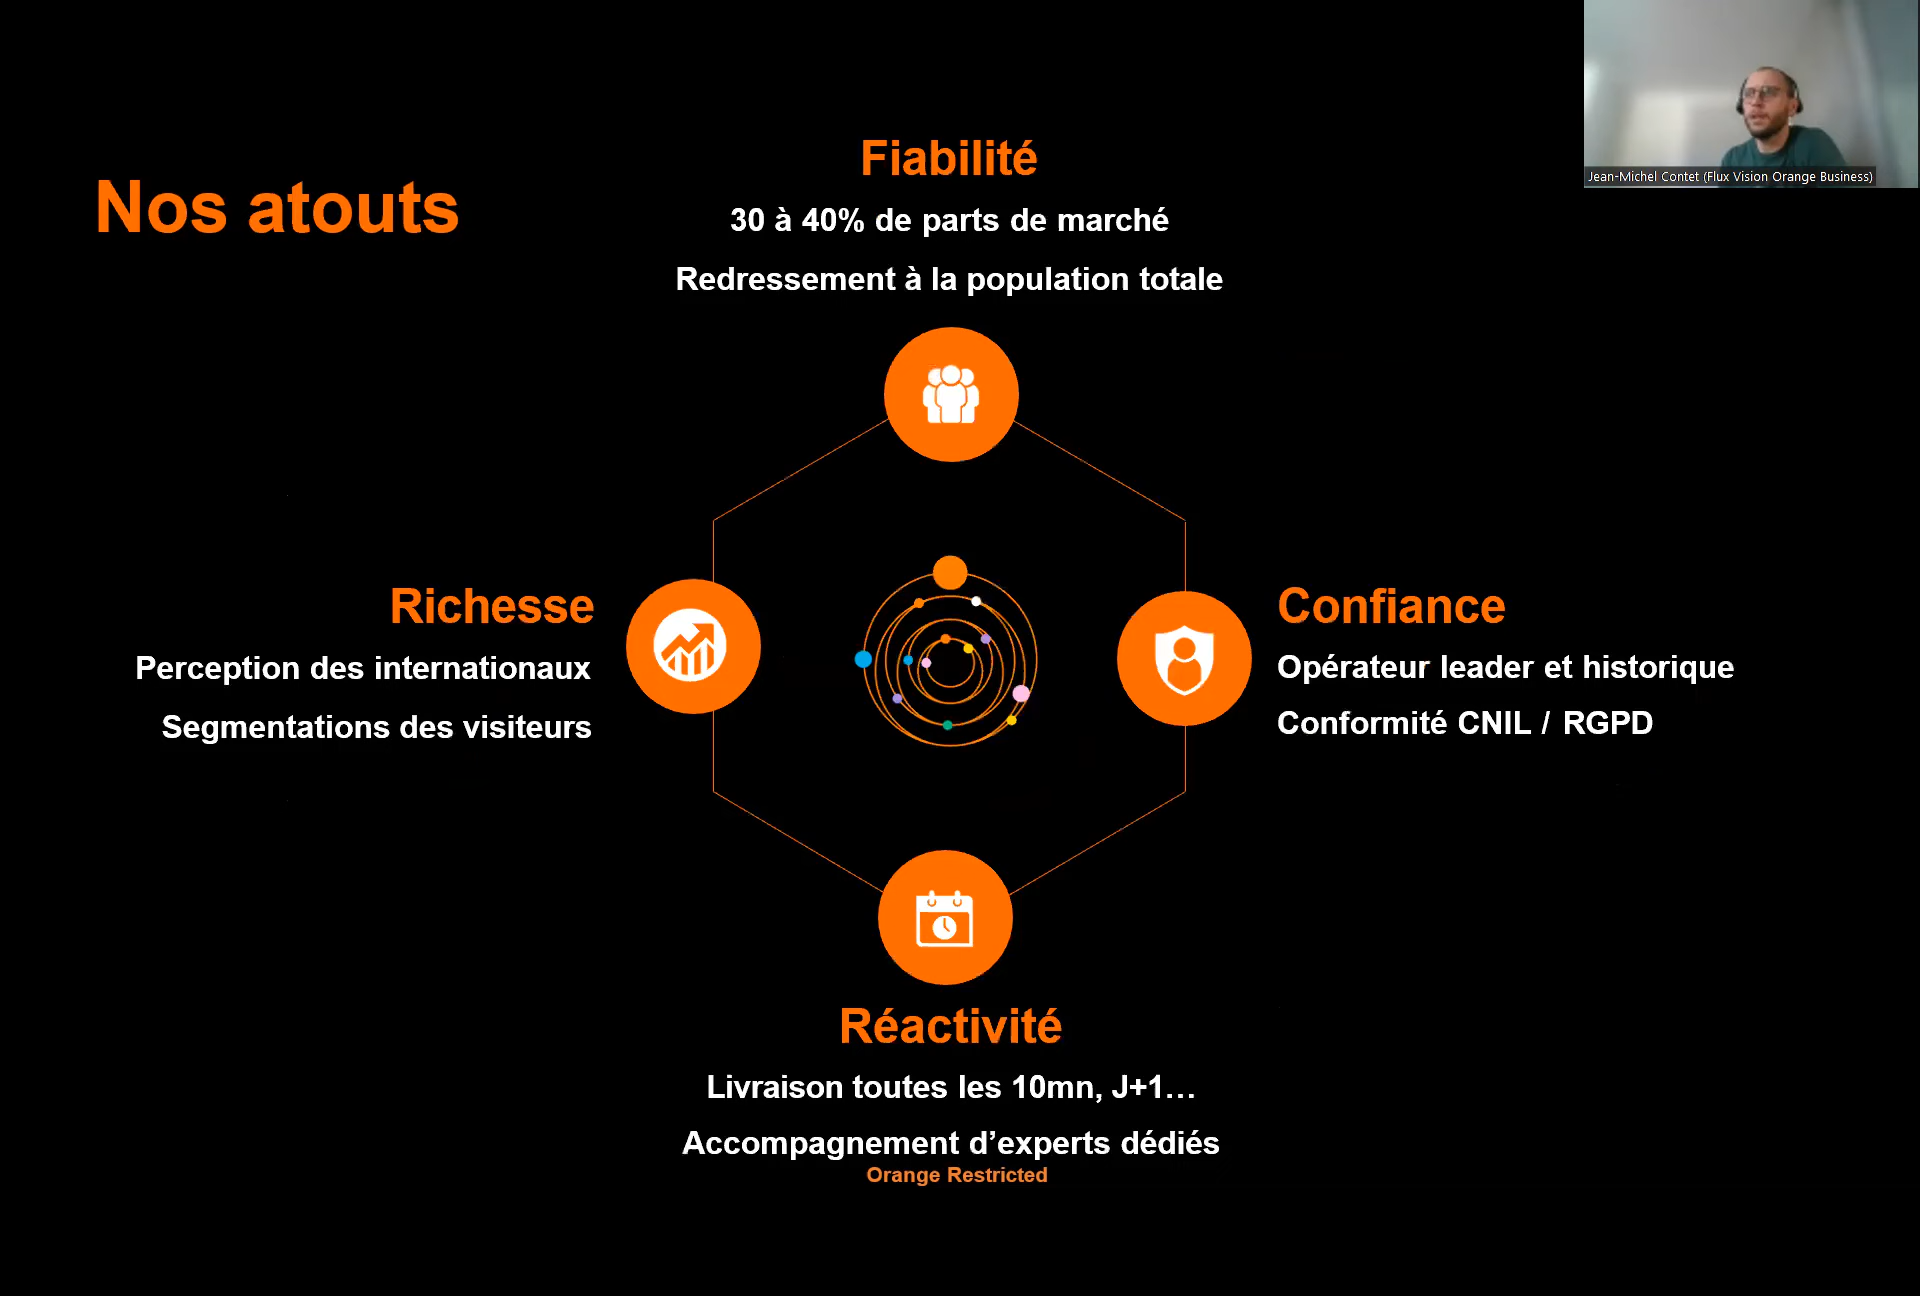 Jean-Michel Contet (Flux Vision Orange Business)
Nos atouts
Fiabilité
30 à 40% de parts de marché
Redressement à la population totale
Richesse
Perception des internationaux
Segmentations des visiteurs
Confiance
Opérateur leader et historique
Conformité CNIL / RGPD
Réactivité
Livraison toutes les 10mn, J+1…
Accompagnement d’experts dédiés
Orange Restricted